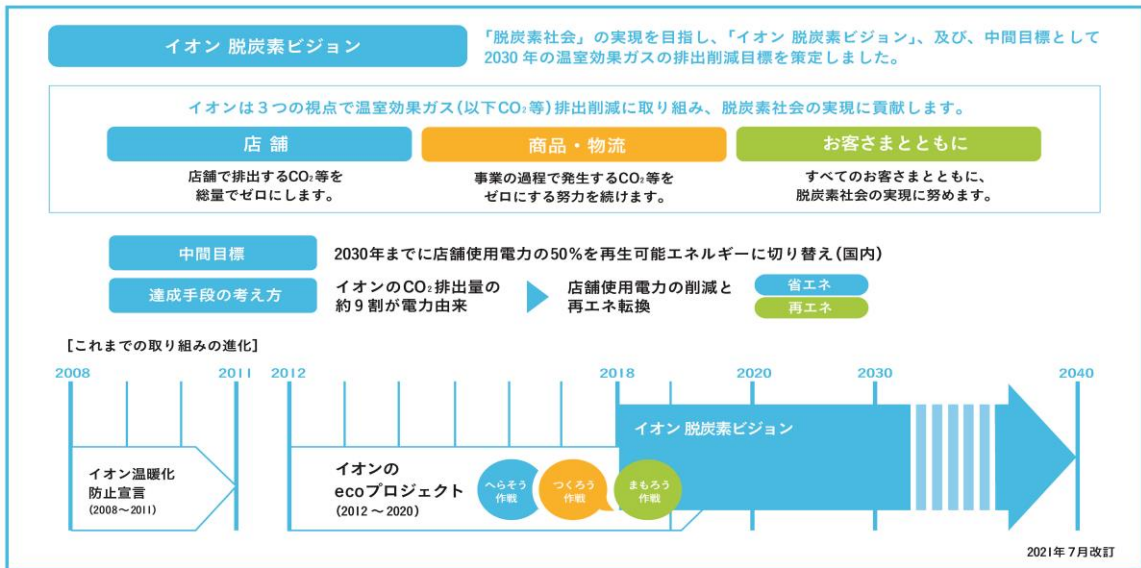 イオン 脱炭素ビジョン
「脱炭素社会」の実現を目指し、「イオン 脱炭素ビジョン」、及び、中間目標として
2030年の温室効果ガスの排出削減目標を策定しました。
イオンは3つの視点で温室効果ガス(以下CO₂等)排出削減に取り組み、脱炭素社会の実現に貢献します。
店舗
店舗で排出するCO₂等を
総量でゼロにします。
商品・物流
事業の過程で発生するCO₂等を
ゼロにする努力を続けます。
お客さまとともに
すべてのお客さまとともに、
脱炭素社会の実現に努めます。
中間目標
2030年までに店舗使用電力の50%を再生可能エネルギーに切り替え(国内)
達成手段の考え方
イオンのCO₂排出量の
約9割が電力由来
店舗使用電力の削減と
再エネ転換
省エネ
再エネ
[これまでの取り組みの進化]
2008
2011
2012
2018
2020
2030
2040
イオン温暖化
防止宣言
(2008〜2011)
イオンの
ecoプロジェクト
(2012〜2020)
へらそう
作戦
つくろう
作戦
まもろう
作戦
イオン 脱炭素ビジョン
2021年7月改訂